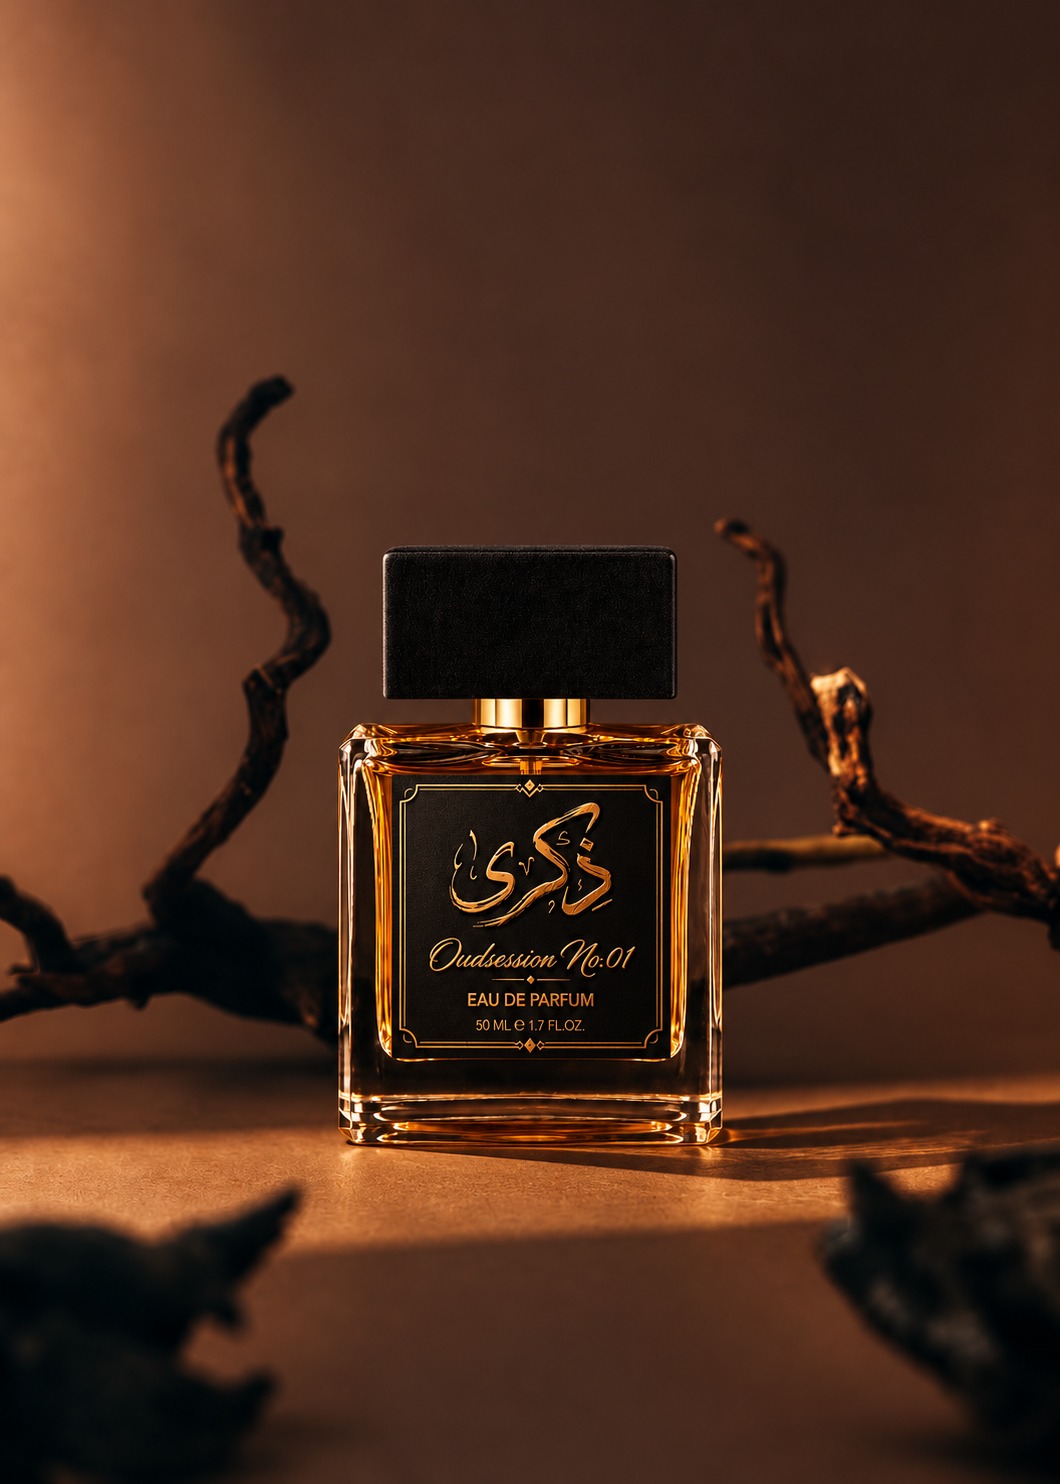 ذكرى
Oudsession No.01
EAU DE PARFUM
50 ML ℮ 1.7 FL.OZ.